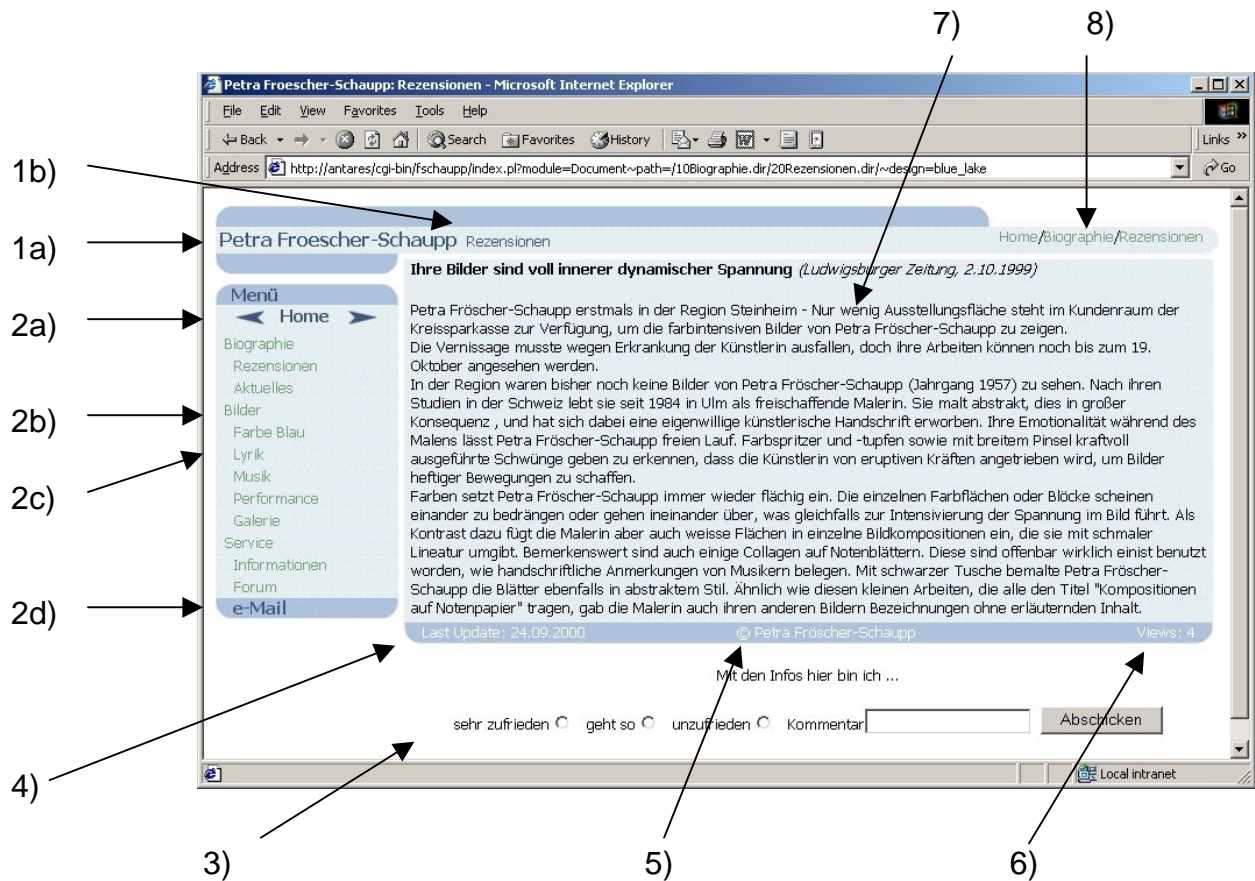 7)
8)
Petra Froescher-Schaupp: Rezensionen - Microsoft Internet Explorer
File Edit View Favorites Tools Help
Back Search Favorites History Links »
Address http://antares/cgi-bin/fschaupp/index.pl?module=Document~path=/10Biographie.dir/20Rezensionen.dir/~design=blue_lake Go
1b)
1a)
Petra Froescher-Schaupp Rezensionen
Home/Biographie/Rezensionen
2a)
2b)
2c)
2d)
Menü
Home
Biographie
Rezensionen
Aktuelles
Bilder
Farbe Blau
Lyrik
Musik
Performance
Galerie
Service
Informationen
Forum
e-Mail
Ihre Bilder sind voll innerer dynamischer Spannung (Ludwigsburger Zeitung, 2.10.1999)
Petra Fröscher-Schaupp erstmals in der Region Steinheim - Nur wenig Ausstellungsfläche steht im Kundenraum der
Kreissparkasse zur Verfügung, um die farbintensiven Bilder von Petra Fröscher-Schaupp zu zeigen.
Die Vernissage musste wegen Erkrankung der Künstlerin ausfallen, doch ihre Arbeiten können noch bis zum 19.
Oktober angesehen werden.
In der Region waren bisher noch keine Bilder von Petra Fröscher-Schaupp (Jahrgang 1957) zu sehen. Nach ihren
Studien in der Schweiz lebt sie seit 1984 in Ulm als freischaffende Malerin. Sie malt abstrakt, dies in großer
Konsequenz , und hat sich dabei eine eigenwillige künstlerische Handschrift erworben. Ihre Emotionalität während des
Malens lässt Petra Fröscher-Schaupp freien Lauf. Farbspritzer und -tupfen sowie mit breitem Pinsel kraftvoll
ausgeführte Schwünge geben zu erkennen, dass die Künstlerin von eruptiven Kräften angetrieben wird, um Bilder
heftiger Bewegungen zu schaffen.
Farben setzt Petra Fröscher-Schaupp immer wieder flächig ein. Die einzelnen Farbflächen oder Blöcke scheinen
einander zu bedrängen oder gehen ineinander über, was gleichfalls zur Intensivierung der Spannung im Bild führt. Als
Kontrast dazu fügt die Malerin aber auch weisse Flächen in einzelne Bildkompositionen ein, die sie mit schmaler
Lineatur umgibt. Bemerkenswert sind auch einige Collagen auf Notenblättern. Diese sind offenbar wirklich einist benutzt
worden, wie handschriftliche Anmerkungen von Musikern belegen. Mit schwarzer Tusche bemalte Petra Fröscher-
Schaupp die Blätter ebenfalls in abstraktem Stil. Ähnlich wie diesen kleinen Arbeiten, die alle den Titel "Kompositionen
auf Notenpapier" tragen, gab die Malerin auch ihren anderen Bildern Bezeichnungen ohne erläuternden Inhalt.
Last Update: 24.09.2000 © Petra Fröscher-Schaupp Views: 4
Mit den Infos hier bin ich ...
sehr zufrieden geht so unzufrieden Kommentar Abschicken
Local intranet
4)
3)
5)
6)